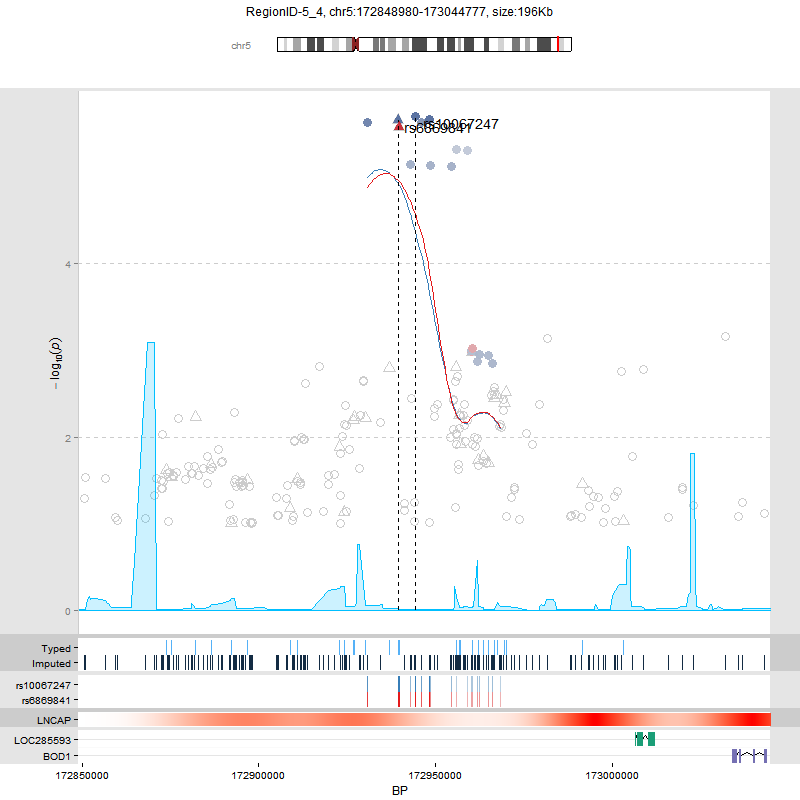 RegionID-5_4, chr5:172848980-173044777, size:196Kb
chr5
rs10067247
rs6869841
4
2
0
− log10(p)
Typed
Imputed
rs10067247
rs6869841
LNCAP
LOC285593
BOD1
172850000 172900000 172950000 173000000
BP